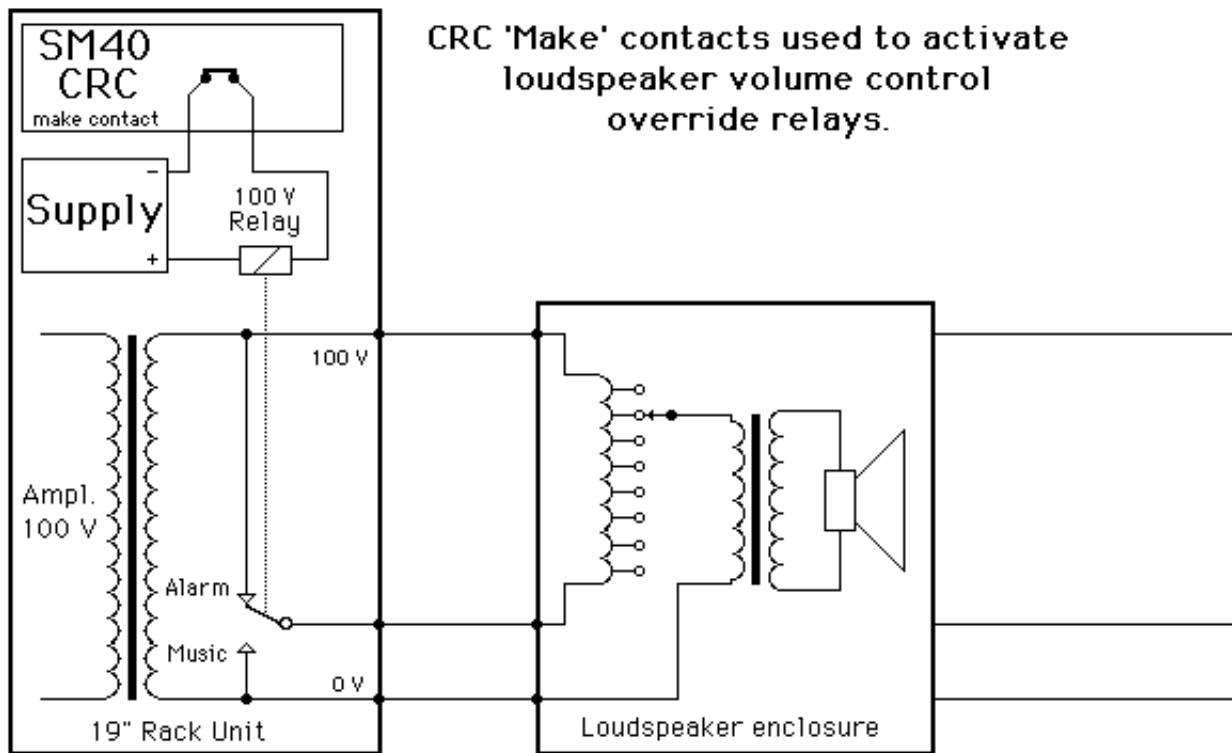 SM40
CRC
make contact
CRC 'Make' contacts used to activate
loudspeaker volume control
override relays.
Supply
−
+
100 V
Relay
100 V
Ampl.
100 V
Alarm
Music
0 V
19" Rack Unit
Loudspeaker enclosure